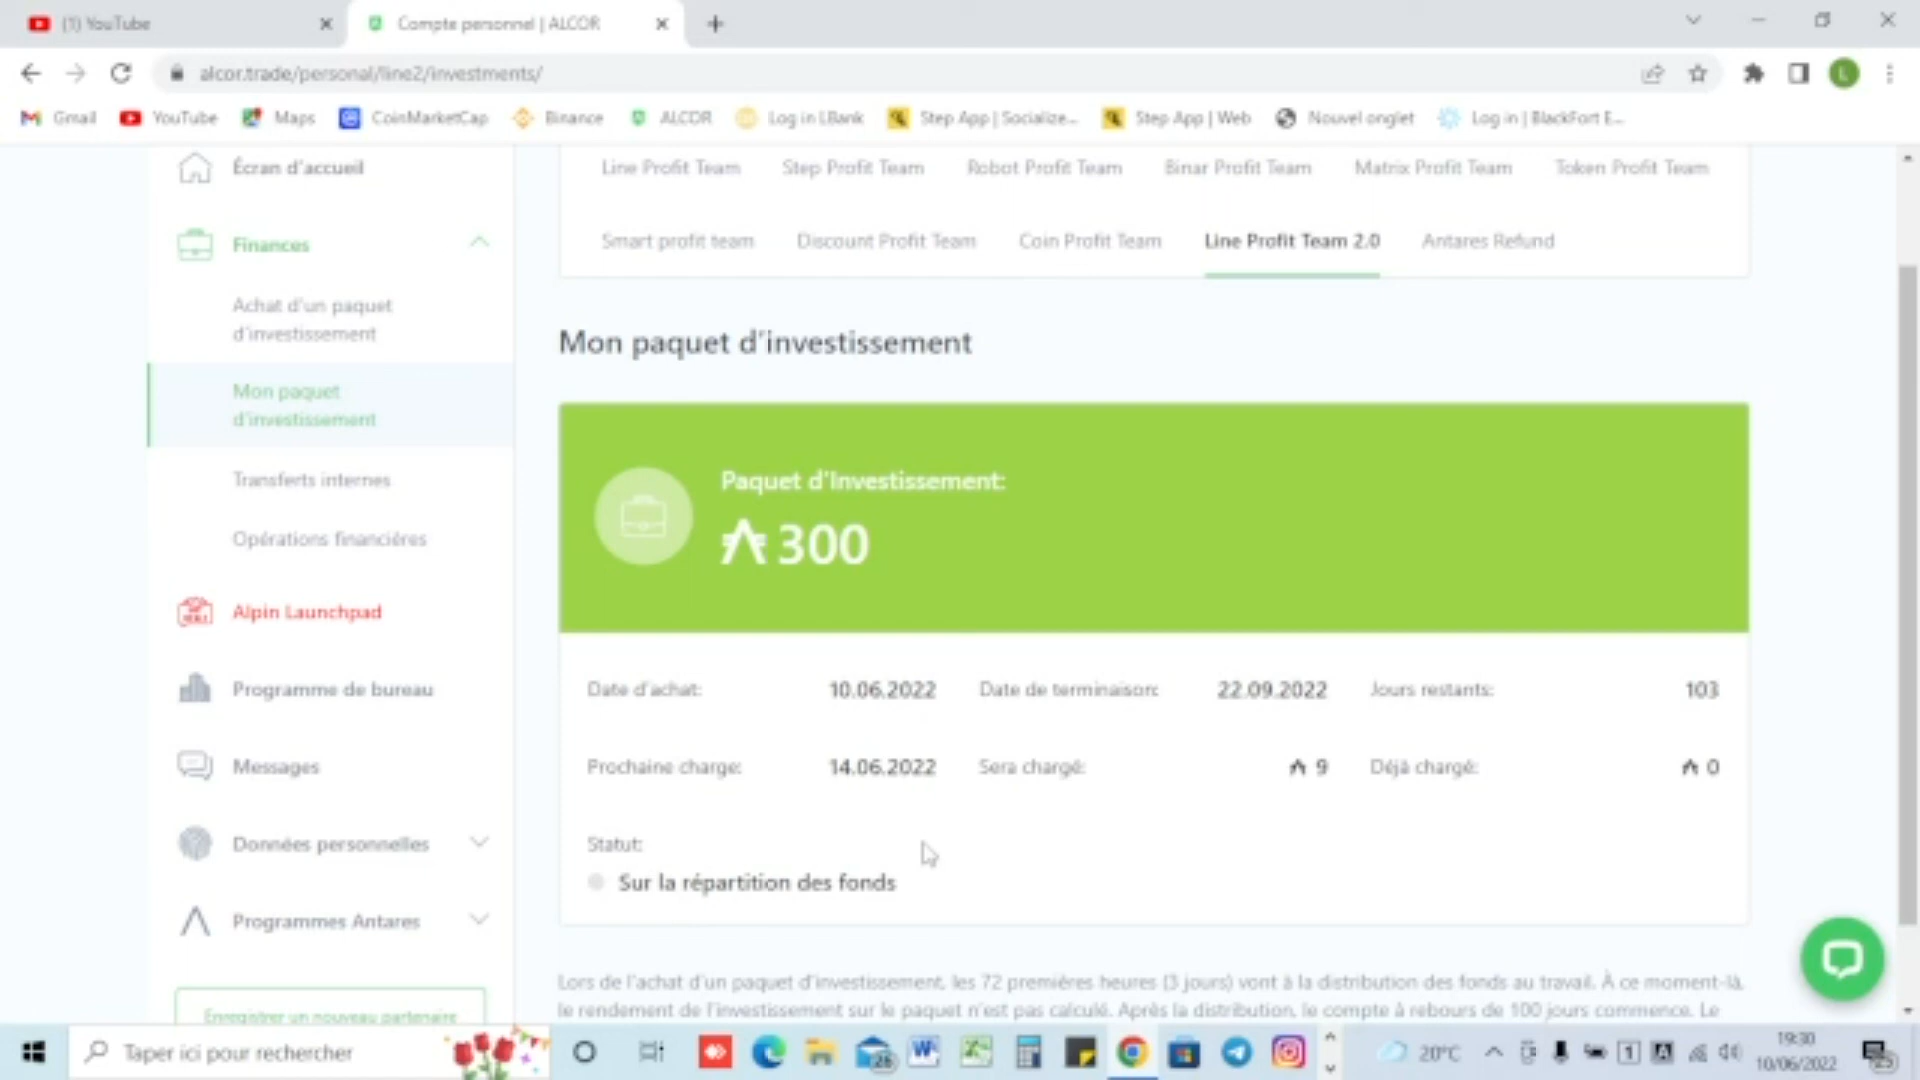 (1) YouTube
Compte personnel | ALCOR
alcor.trade/personal/line2/investments/
Gmail YouTube Maps CoinMarketCap Binance ALCOR Log in LBank Step App | Socialize... Step App | Web Nouvel onglet Log in | BlackFort E...
Écran d'accueil
Finances
Achat d'un paquet
d'investissement
Mon paquet
d'investissement
Transferts internes
Opérations financières
Alpin Launchpad
Programme de bureau
Messages
Données personnelles
Programmes Antares
Enregistrer un nouveau partenaire
Line Profit Team Step Profit Team Robot Profit Team Binar Profit Team Matrix Profit Team Token Profit Team
Smart profit team Discount Profit Team Coin Profit Team Line Profit Team 2.0 Antares Refund
Mon paquet d'investissement
Paquet d'Investissement:
300
Date d'achat: 10.06.2022 Date de terminaison: 22.09.2022 Jours restants: 103
Prochaine charge: 14.06.2022 Sera chargé: 9 Déjà chargé: 0
Statut:
Sur la répartition des fonds
Lors de l'achat d'un paquet d'investissement, les 72 premières heures (3 jours) vont à la distribution des fonds au travail. À ce moment-là,
le rendement de l'investissement sur le paquet n'est pas calculé. Après la distribution, le compte à rebours de 100 jours commence. Le
Taper ici pour rechercher
20°C
19:30
10/06/2022